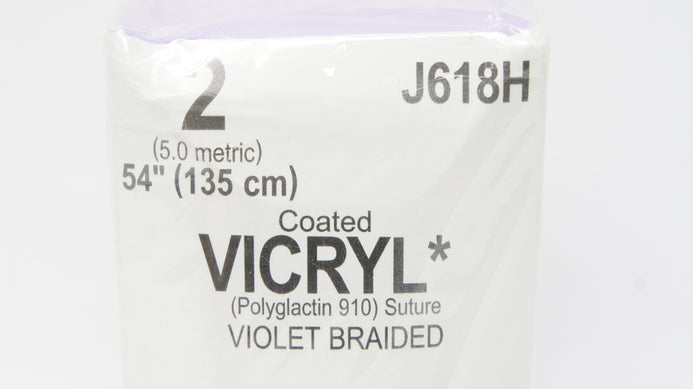 2
J618H
(5.0 metric)
54" (135 cm)
Coated
VICRYL*
(Polyglactin 910) Suture
VIOLET BRAIDED